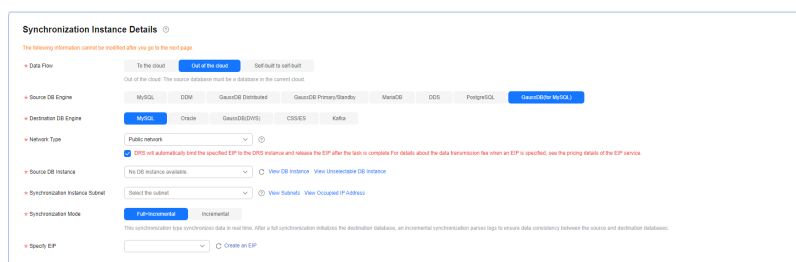 Synchronization Instance Details
The following information cannot be modified after you go to the next page.
* Data Flow To the cloud Out of the cloud Self-built to self-built
Out of the cloud: The source database must be a database in the current cloud.
* Source DB Engine MySQL DDM GaussDB Distributed GaussDB Primary/Standby MariaDB DDS PostgreSQL GaussDB(for MySQL)
* Destination DB Engine MySQL Oracle GaussDB(DWS) CSS/ES Kafka
* Network Type Public network
DRS will automatically bind the specified EIP to the DRS instance and release the EIP after the task is complete.For details about the data transmission fee when an EIP is specified, see the pricing details of the EIP service.
* Source DB Instance No DB instance available. View DB Instance View Unselectable DB Instance
* Synchronization Instance Subnet Select the subnet View Subnets View Occupied IP Address
* Synchronization Mode Full+Incremental Incremental
This synchronization type synchronizes data in real time. After a full synchronization initializes the destination database, an incremental synchronization parses logs to ensure data consistency between the source and destination databases.
* Specify EIP Create an EIP